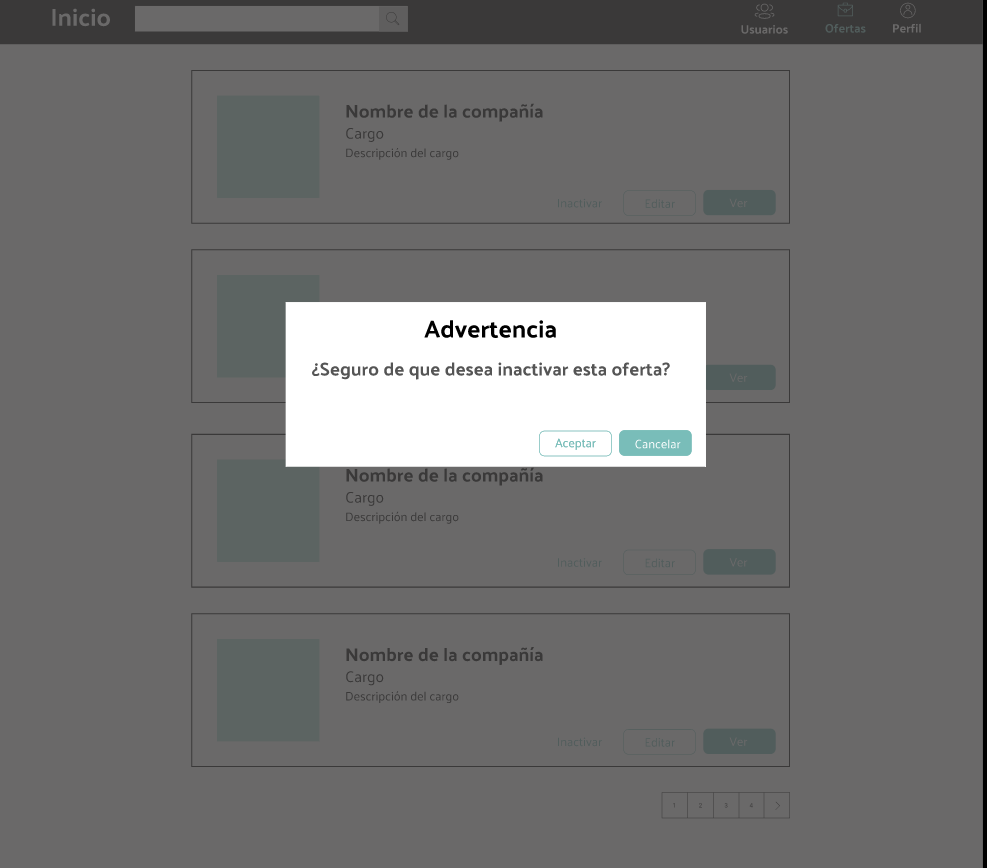 Inicio
Usuarios
Ofertas
Perfil
Nombre de la compañía
Cargo
Descripción del cargo
Inactivar
Editar
Ver
Advertencia
¿Seguro de que desea inactivar esta oferta?
Ver
Aceptar
Cancelar
Nombre de la compañía
Cargo
Descripción del cargo
Inactivar
Editar
Ver
Nombre de la compañía
Cargo
Descripción del cargo
Inactivar
Editar
Ver
1 2 3 4